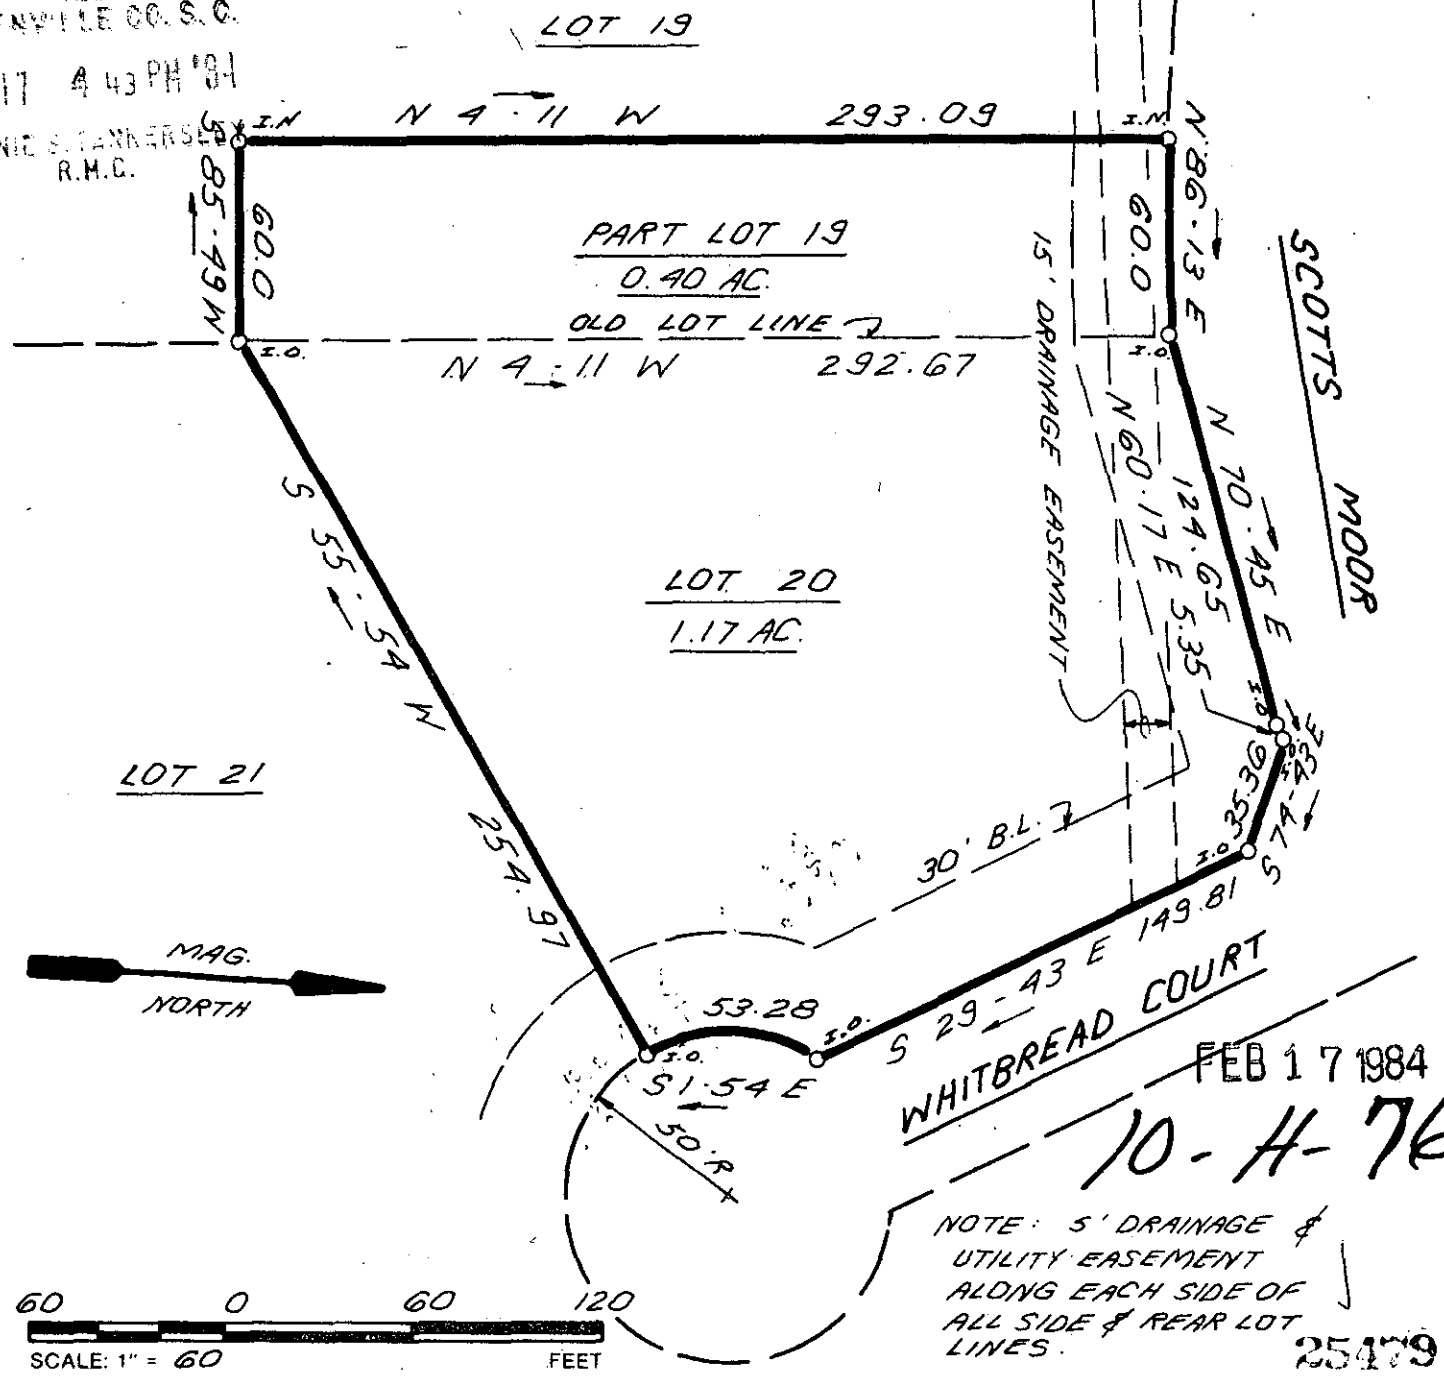 LOT 19
CO. S. C.
17 4 43 PH '84
R.M.C.
I.N
N 4-11 W 293.09
I.N.
S 85-49 W
60.0
N 86-13 E
60.0
PART LOT 19
0.40 AC.
OLD LOT LINE
I.O.
N 4-11 W 292.67
I.O.
15' DRAINAGE EASEMENT
N 60-17 E 5.35
N 70-45 E
124.65
SCOTTS MOOR
S 55-54 W
254.97
LOT 20
1.17 AC.
LOT 21
I.O.
I.O.
35.36
S 74-43 E
I.O.
30' B.L.
149.81
S 29-43 E
WHITBREAD COURT
MAG.
NORTH
53.28
I.O.
I.O.
S 1-54 E
50' R
FEB 17 1984
10-H-76
NOTE: 5' DRAINAGE &
UTILITY EASEMENT
ALONG EACH SIDE OF
ALL SIDE & REAR LOT
LINES.
60 0 60 120
SCALE: 1" = 60 FEET
25479